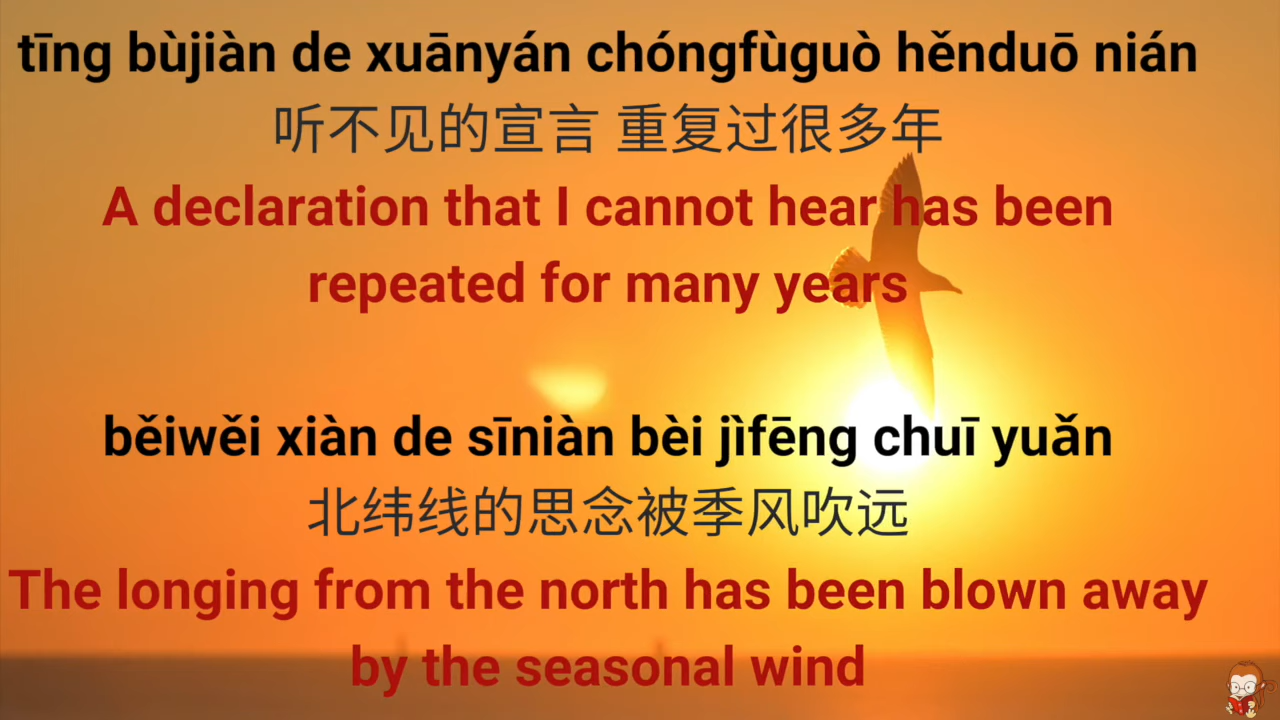 tīng bùjiàn de xuānyán chóngfùguò hěnduō nián
听不见的宣言 重复过很多年
A declaration that I cannot hear has been
repeated for many years
běiwěi xiàn de sīniàn bèi jìfēng chuī yuǎn
北纬线的思念被季风吹远
The longing from the north has been blown away
by the seasonal wind